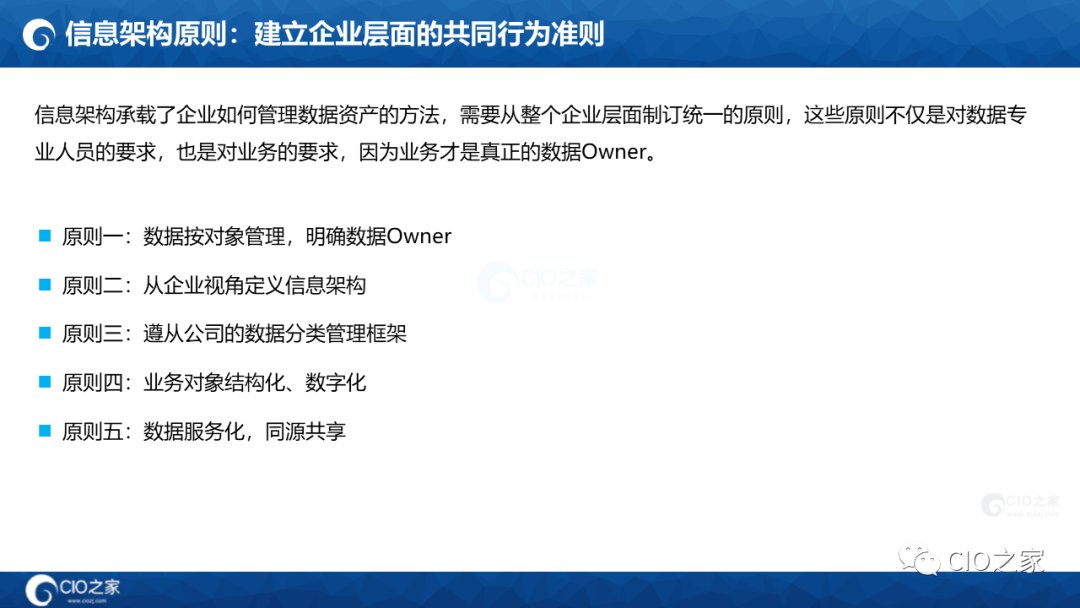 信息架构原则：建立企业层面的共同行为准则
信息架构承载了企业如何管理数据资产的方法，需要从整个企业层面制订统一的原则，这些原则不仅是对数据专
业人员的要求，也是对业务的要求，因为业务才是真正的数据Owner。
原则一：数据按对象管理，明确数据Owner
原则二：从企业视角定义信息架构
CIO之家
原则三：遵从公司的数据分类管理框架
原则四：业务对象结构化、数字化
原则五：数据服务化，同源共享
CIO之家
www.ciozj.com
CIO之家
CIO之家
www.ciozj.com